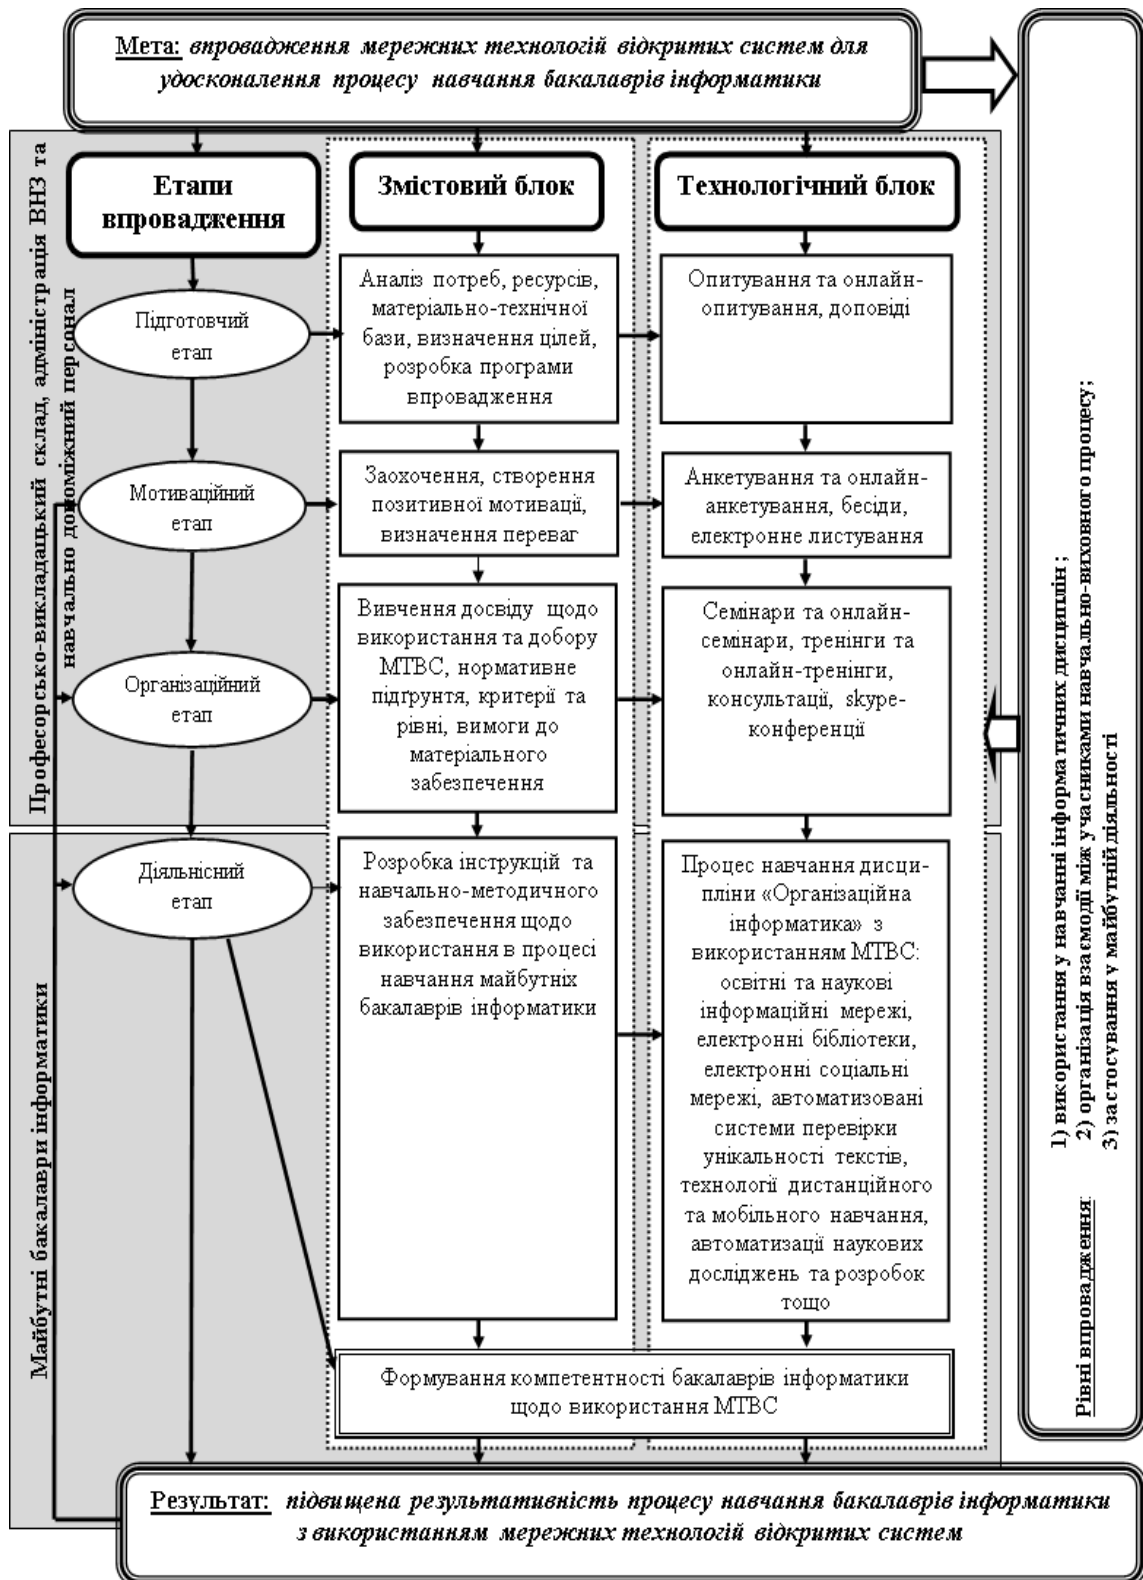 Мета: впровадження мережних технологій відкритих систем для
удосконалення процесу навчання бакалаврів інформатики
Професорсько-викладацький склад, адміністрація ВНЗ та
навчально допоміжний персонал
Етапи
впровадження
Змістовий блок
Технологічний блок
Підготовчий
етап
Аналіз потреб, ресурсів,
матеріально-технічної
бази, визначення цілей,
розробка програми
впровадження
Опитування та онлайн-
опитування, доповіді
Мотиваційний
етап
Заохочення, створення
позитивної мотивації,
визначення переваг
Анкетування та онлайн-
анкетування, бесіди,
електронне листування
Організаційний
етап
Вивчення досвіду щодо
використання та добору
МТВС, нормативне
підґрунтя, критерії та
рівні, вимоги до
матеріального
забезпечення
Семінари та онлайн-
семінари, тренінги та
онлайн-тренінги,
консультації, skype-
конференції
Майбутні бакалаври інформатики
Діяльнісний
етап
Розробка інструкцій та
навчально-методичного
забезпечення щодо
використання в процесі
навчання майбутніх
бакалаврів інформатики
Процес навчання дисци-
пліни «Організаційна
інформатика» з
використанням МТВС:
освітні та наукові
інформаційні мережі,
електронні бібліотеки,
електронні соціальні
мережі, автоматизовані
системи перевірки
унікальності текстів,
технології дистанційного
та мобільного навчання,
автоматизації наукових
досліджень та розробок
тощо
Формування компетентності бакалаврів інформатики
щодо використання МТВС
Рівні впровадження:
1) використання у навчанні інформатичних дисциплін ;
2) організація взаємодії між учасниками навчально-виховного процесу;
3) застосування у майбутній діяльності
Результат: підвищена результативність процесу навчання бакалаврів інформатики
з використанням мережних технологій відкритих систем